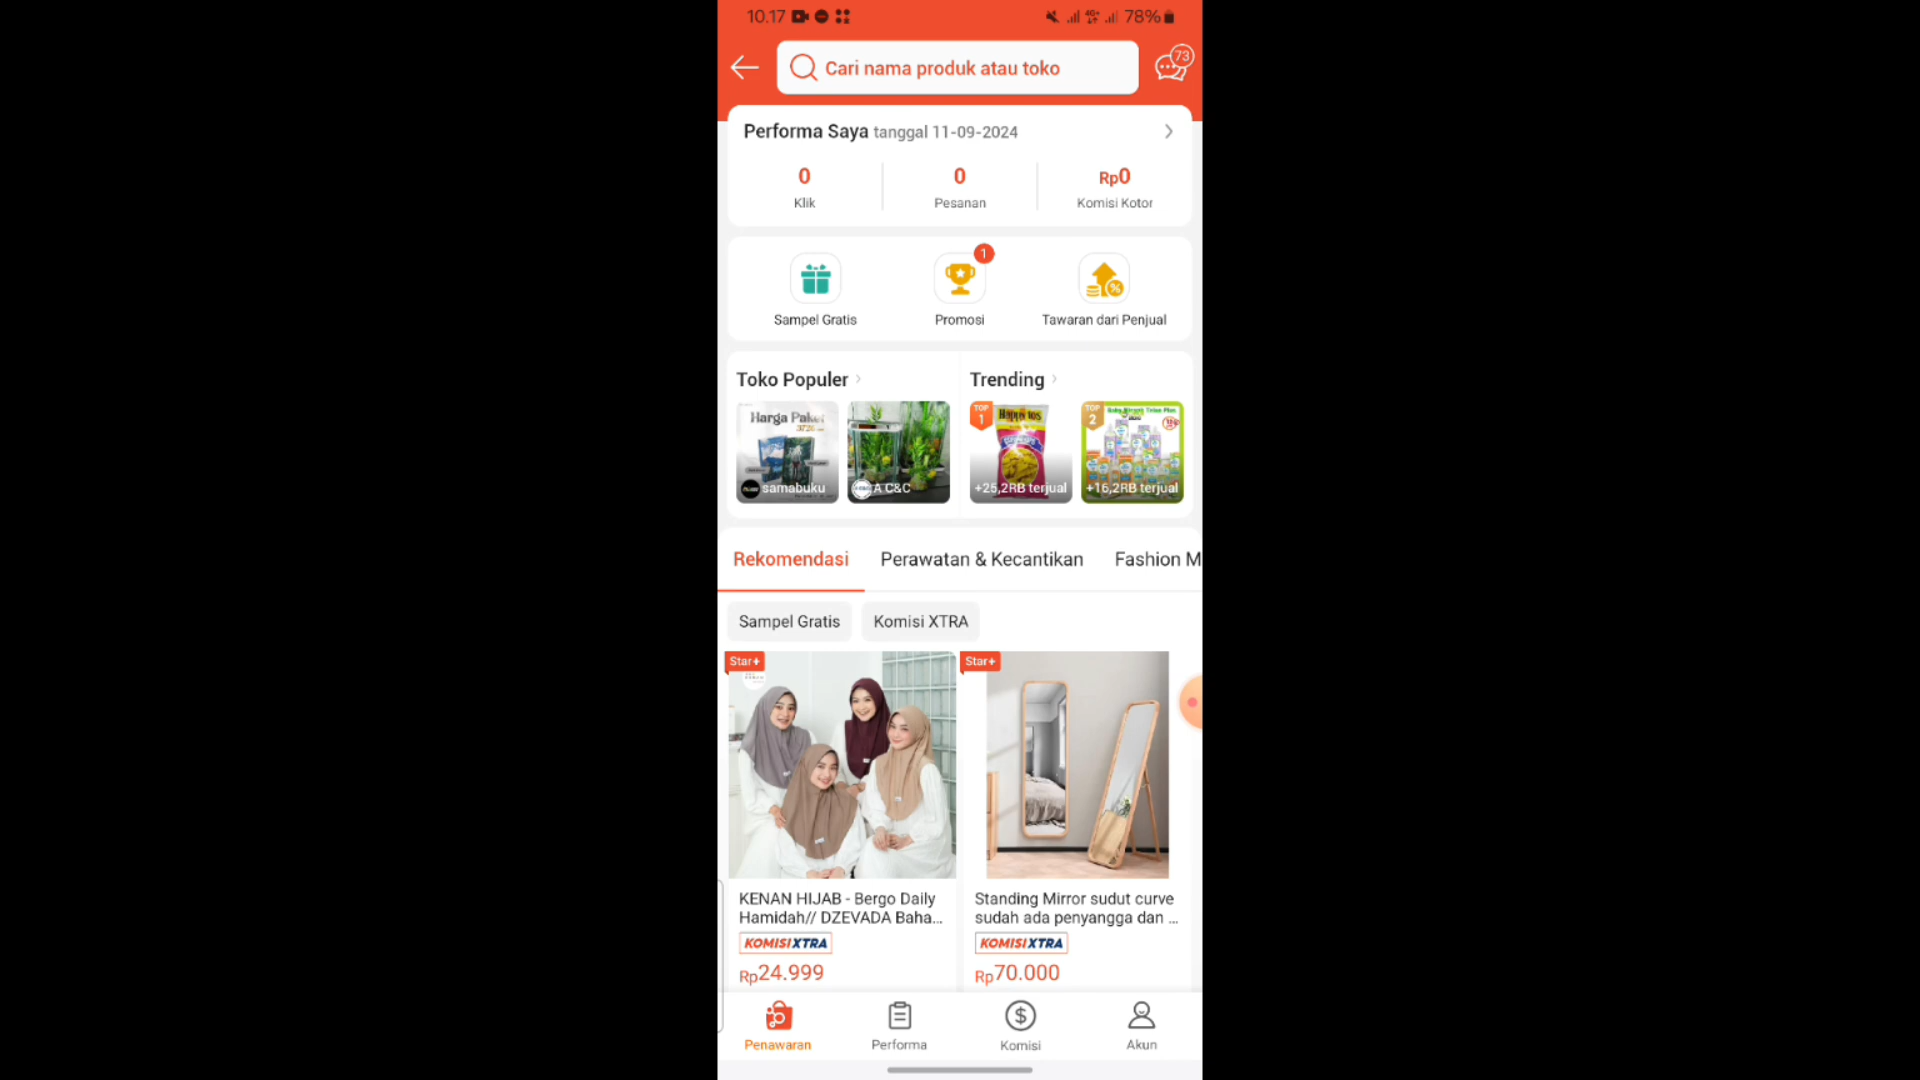 10.17
4G+
78%
Cari nama produk atau toko
73
Performa Saya tanggal 11-09-2024
0
0
Rp0
Klik
Pesanan
Komisi Kotor
1
Sampel Gratis
Promosi
Tawaran dari Penjual
Toko Populer
Trending
Harga Paket
TOP
1
Happy tos
TOP
2
samabuku
A C&C
+25,2RB terjual
+16,2RB terjual
Rekomendasi
Perawatan & Kecantikan
Fashion M
Sampel Gratis
Komisi XTRA
Star+
Star+
KENAN HIJAB - Bergo Daily
Hamidah// DZEVADA Baha...
Standing Mirror sudut curve
sudah ada penyangga dan ...
KOMISI XTRA
KOMISI XTRA
Rp24.999
Rp70.000
Penawaran
Performa
Komisi
Akun